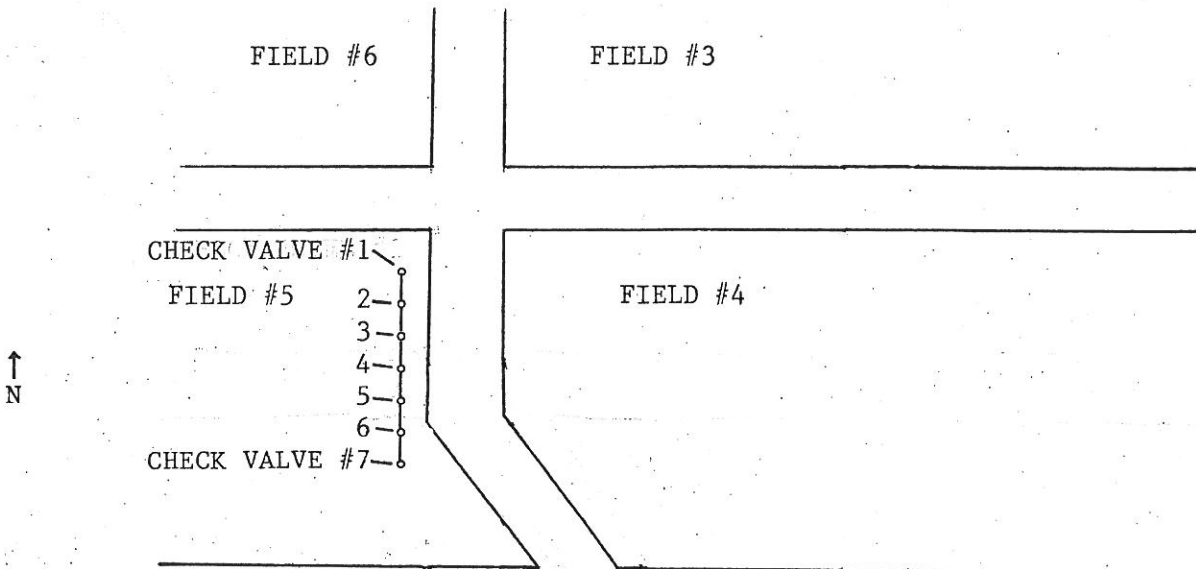 FIELD #6
FIELD #3
CHECK VALVE #1
FIELD #5
2
FIELD #4
3
4
N
5
6
CHECK VALVE #7